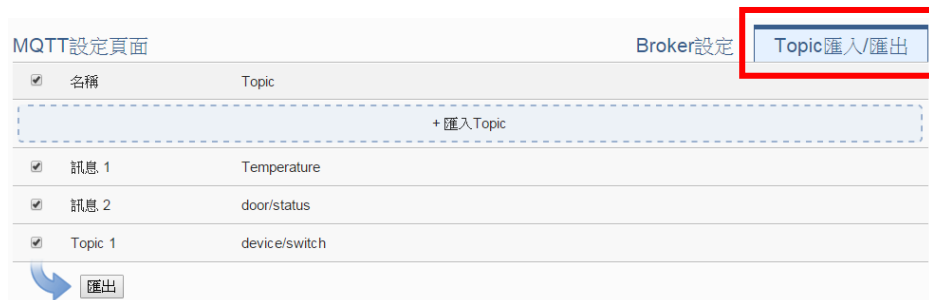 MQTT設定頁面 Broker設定 Topic匯入/匯出
名稱 Topic
+ 匯入Topic
訊息 1 Temperature
訊息 2 door/status
Topic 1 device/switch
匯出